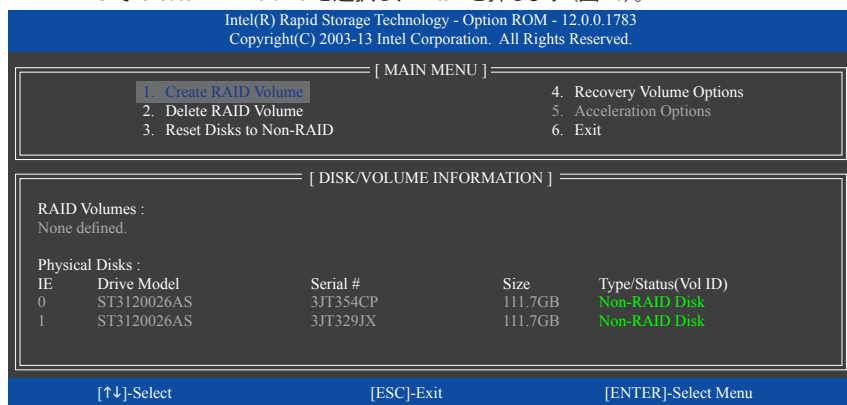 Intel(R) Rapid Storage Technology - Option ROM - 12.0.0.1783
Copyright(C) 2003-13 Intel Corporation. All Rights Reserved.
[ MAIN MENU ]
1. Create RAID Volume
2. Delete RAID Volume
3. Reset Disks to Non-RAID
4. Recovery Volume Options
5. Acceleration Options
6. Exit
[ DISK/VOLUME INFORMATION ]
RAID Volumes :
None defined.
Physical Disks :
IE Drive Model Serial # Size Type/Status(Vol ID)
0 ST3120026AS 3JT354CP 111.7GB Non-RAID Disk
1 ST3120026AS 3JT329JX 111.7GB Non-RAID Disk
[↑↓]-Select [ESC]-Exit [ENTER]-Select Menu